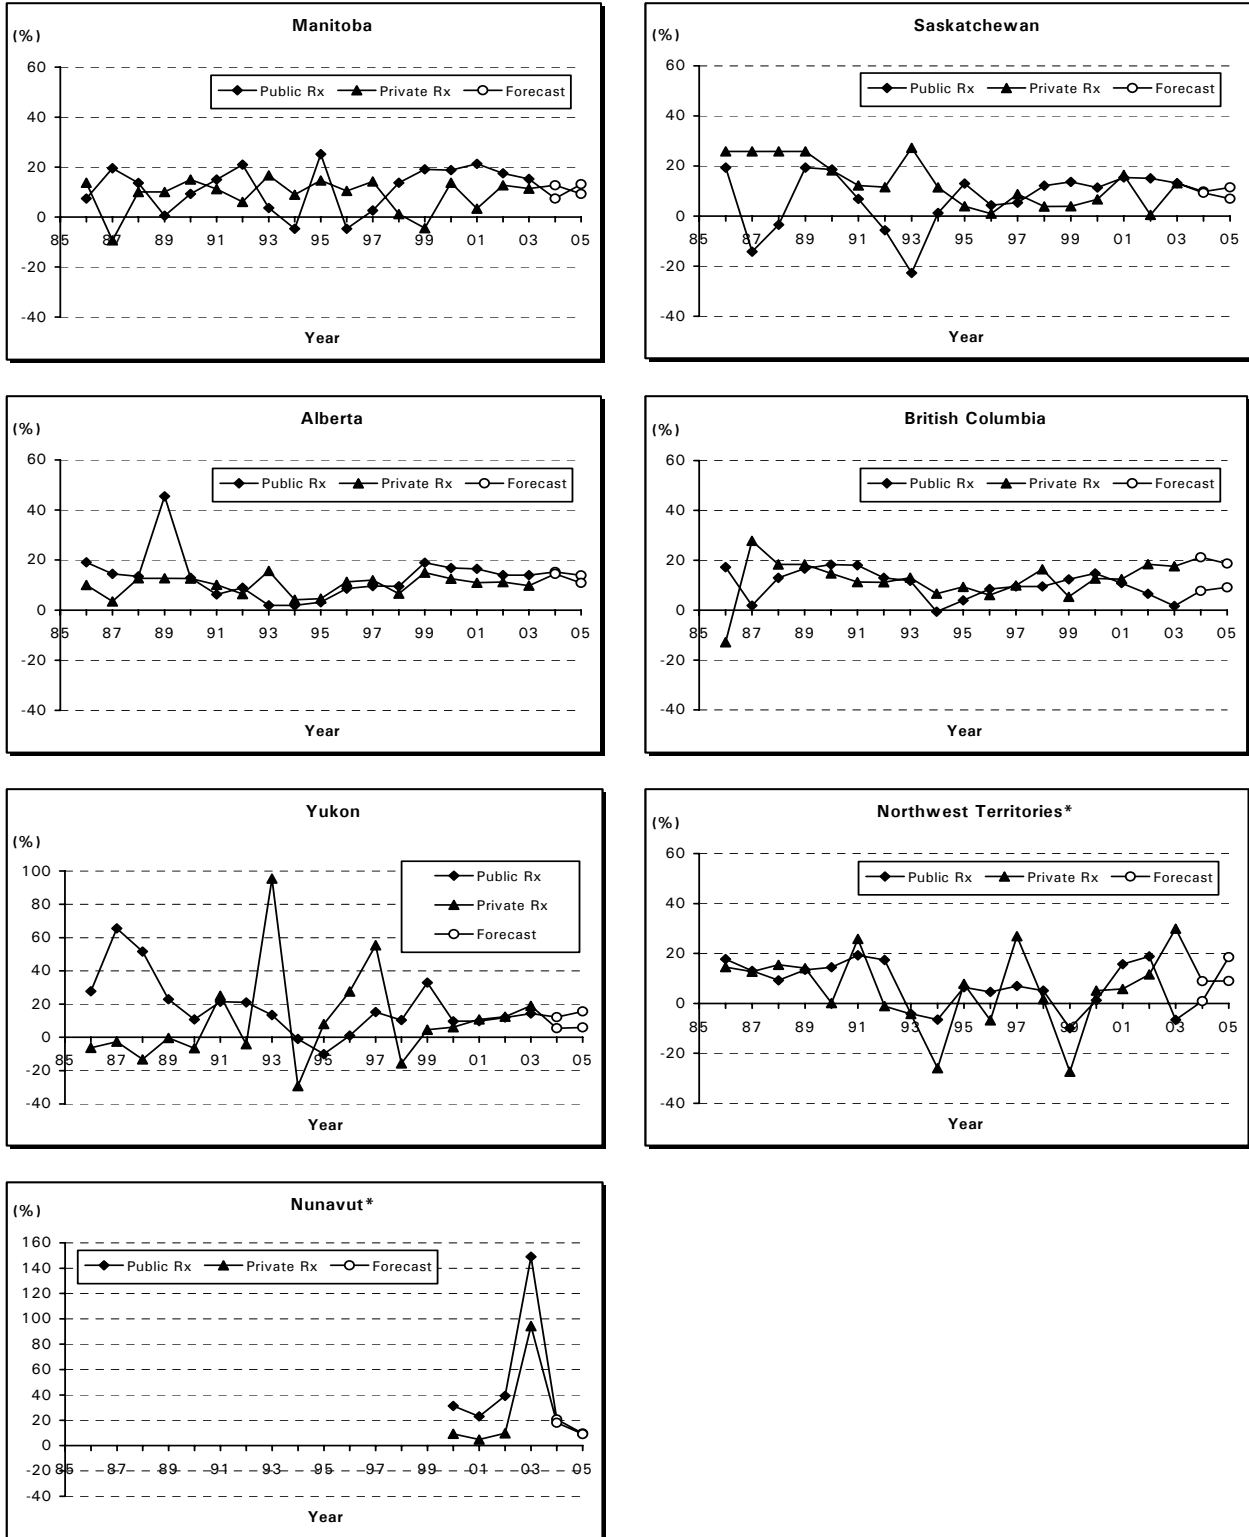 Manitoba
(%)
60
Public Rx Private Rx Forecast
40
20
0
85 87 89 91 93 95 97 99 01 03 05
-20
-40
Year
Saskatchewan
(%)
60
Public Rx Private Rx Forecast
40
20
0
85 87 89 91 93 95 97 99 01 03 05
-20
-40
Year
Alberta
(%)
60
Public Rx Private Rx Forecast
40
20
0
85 87 89 91 93 95 97 99 01 03 05
-20
-40
Year
British Columbia
(%)
60
Public Rx Private Rx Forecast
40
20
0
85 87 89 91 93 95 97 99 01 03 05
-20
-40
Year
Yukon
(%)
100
Public Rx
80
Private Rx
60
Forecast
40
20
0
85 87 89 91 93 95 97 99 01 03 05
-20
-40
Year
Northwest Territories*
(%)
60
Public Rx Private Rx Forecast
40
20
0
85 87 89 91 93 95 97 99 01 03 05
-20
-40
Year
Nunavut*
(%)
160
Public Rx Private Rx Forecast
140
120
100
80
60
40
20
0
-20
85 87 89 91 93 95 97 99 01 03 05
-40
Year